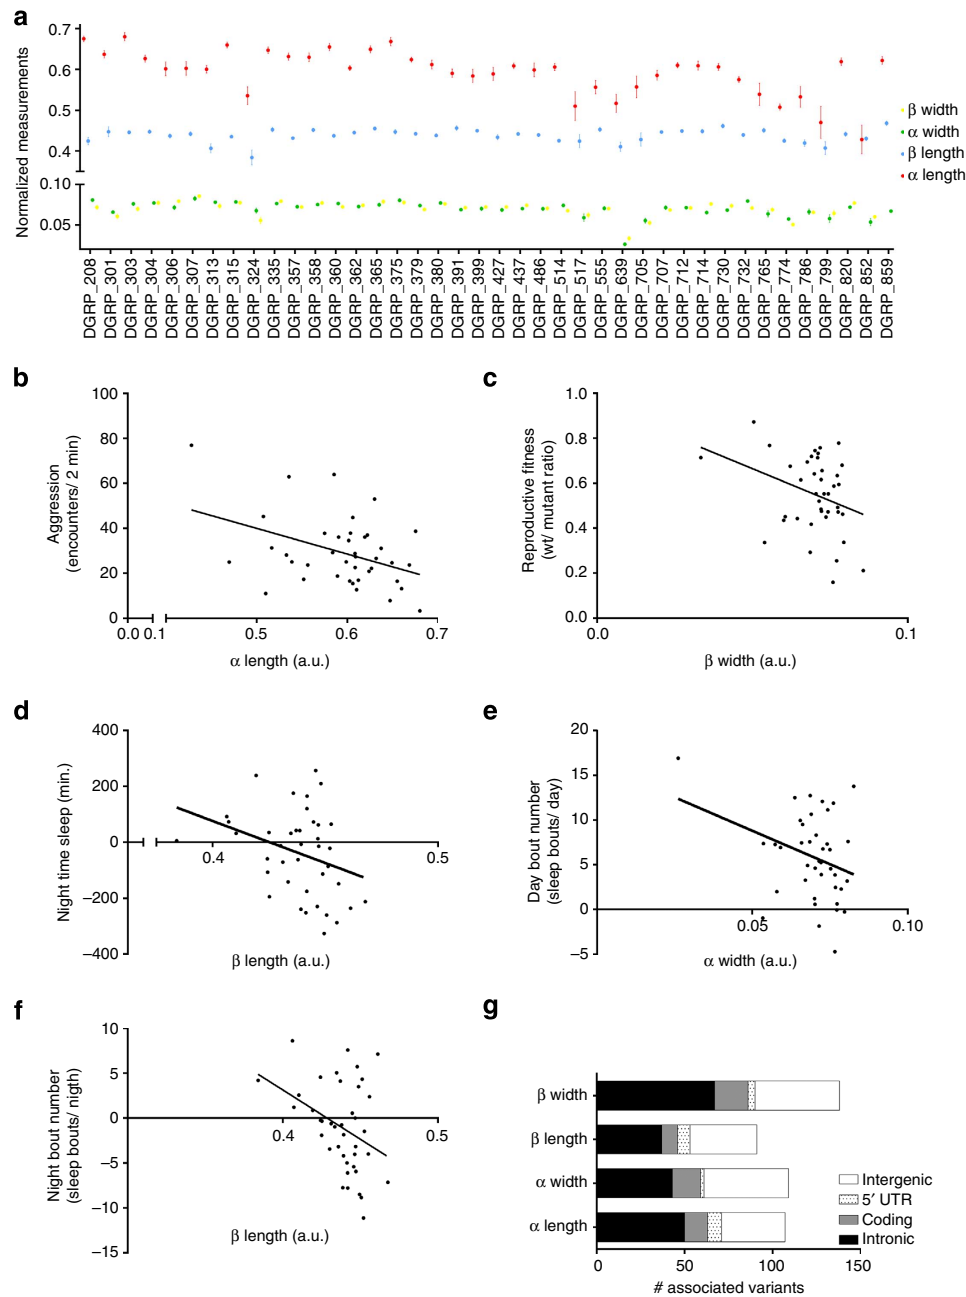 a
Normalized measurements
0.7
0.6
0.5
0.4
0.10
0.05
β width
α width
β length
α length
DGRP_208
DGRP_301
DGRP_303
DGRP_304
DGRP_306
DGRP_307
DGRP_313
DGRP_315
DGRP_324
DGRP_335
DGRP_357
DGRP_358
DGRP_360
DGRP_362
DGRP_365
DGRP_375
DGRP_379
DGRP_380
DGRP_391
DGRP_399
DGRP_427
DGRP_437
DGRP_486
DGRP_514
DGRP_517
DGRP_555
DGRP_639
DGRP_705
DGRP_707
DGRP_712
DGRP_714
DGRP_730
DGRP_732
DGRP_765
DGRP_774
DGRP_786
DGRP_799
DGRP_820
DGRP_852
DGRP_859
b
Aggression
(encounters/ 2 min)
100
80
60
40
20
0
0.0 0.1
0.5
0.6
0.7
α length (a.u.)
c
Reproductive fitness
(wt/ mutant ratio)
1.0
0.8
0.6
0.4
0.2
0.0
0.0
0.1
β width (a.u.)
d
Night time sleep (min.)
400
200
0
−200
−400
0.4
0.5
β length (a.u.)
e
Day bout number
(sleep bouts/ day)
20
15
10
5
0
−5
0.05
0.10
α width (a.u.)
f
Night bout number
(sleep bouts/ nigth)
10
5
0
−5
−10
−15
0.4
0.5
β length (a.u.)
g
β width
β length
α width
α length
Intergenic
5′ UTR
Coding
Intronic
0
50
100
150
# associated variants